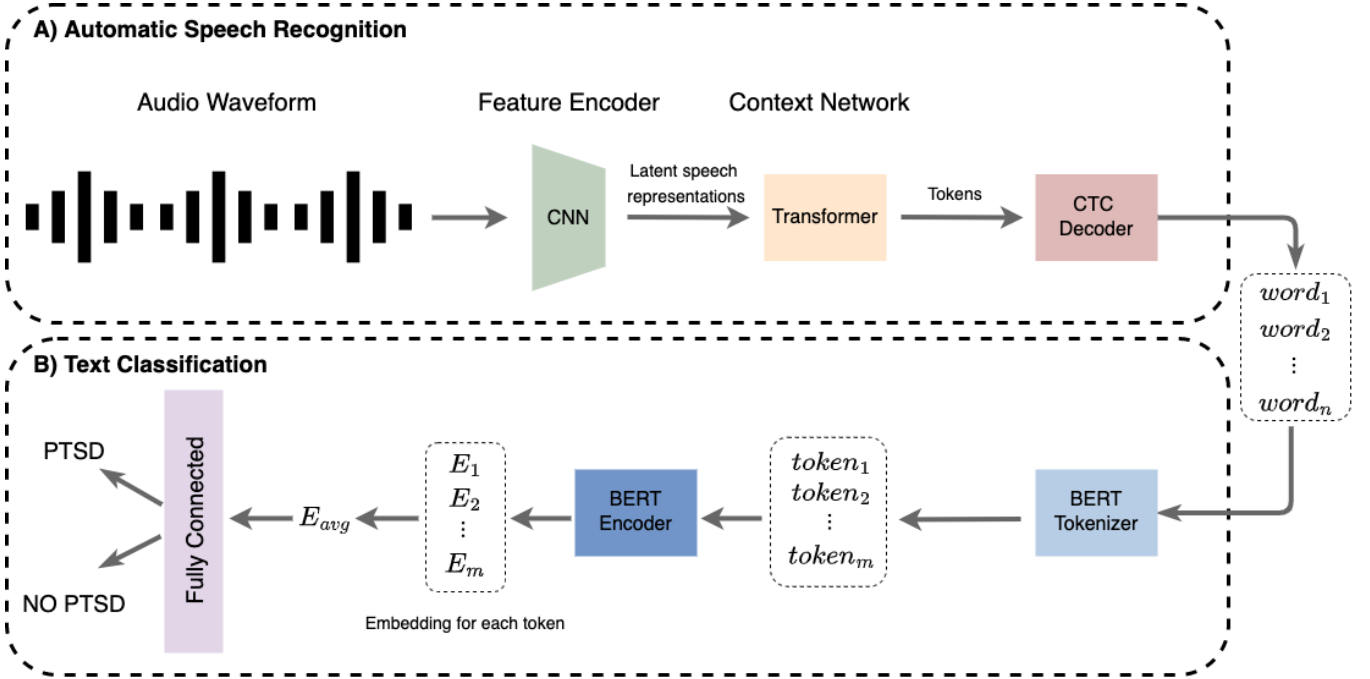 A) Automatic Speech Recognition
Audio Waveform
Feature Encoder
Context Network
CNN
Latent speech
representations
Transformer
Tokens
CTC
Decoder
word₁
word₂
⋮
wordₙ
B) Text Classification
BERT
Tokenizer
token₁
token₂
⋮
tokenₘ
BERT
Encoder
E₁
E₂
⋮
Eₘ
Embedding for each token
E_avg
Fully Connected
PTSD
NO PTSD